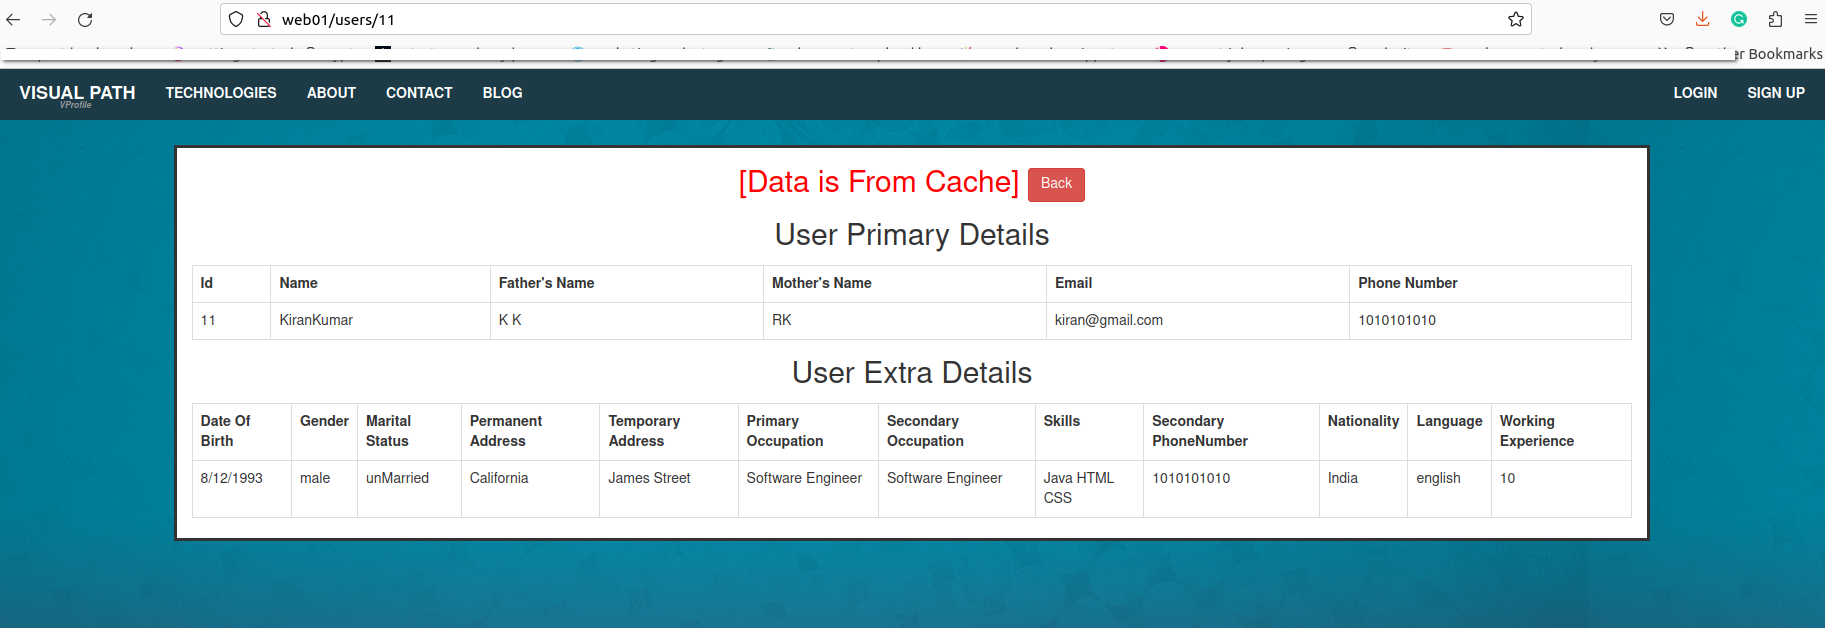 web01/users/11
Bookmarks
VISUAL PATH
VProfile
TECHNOLOGIES
ABOUT
CONTACT
BLOG
LOGIN
SIGN UP
[Data is From Cache]
Back
User Primary Details
Id Name Father's Name Mother's Name Email Phone Number
11 KiranKumar K K RK kiran@gmail.com 1010101010
User Extra Details
Date Of Birth Gender Marital Status Permanent Address Temporary Address Primary Occupation Secondary Occupation Skills Secondary PhoneNumber Nationality Language Working Experience
8/12/1993 male unMarried California James Street Software Engineer Software Engineer Java HTML CSS 1010101010 India english 10